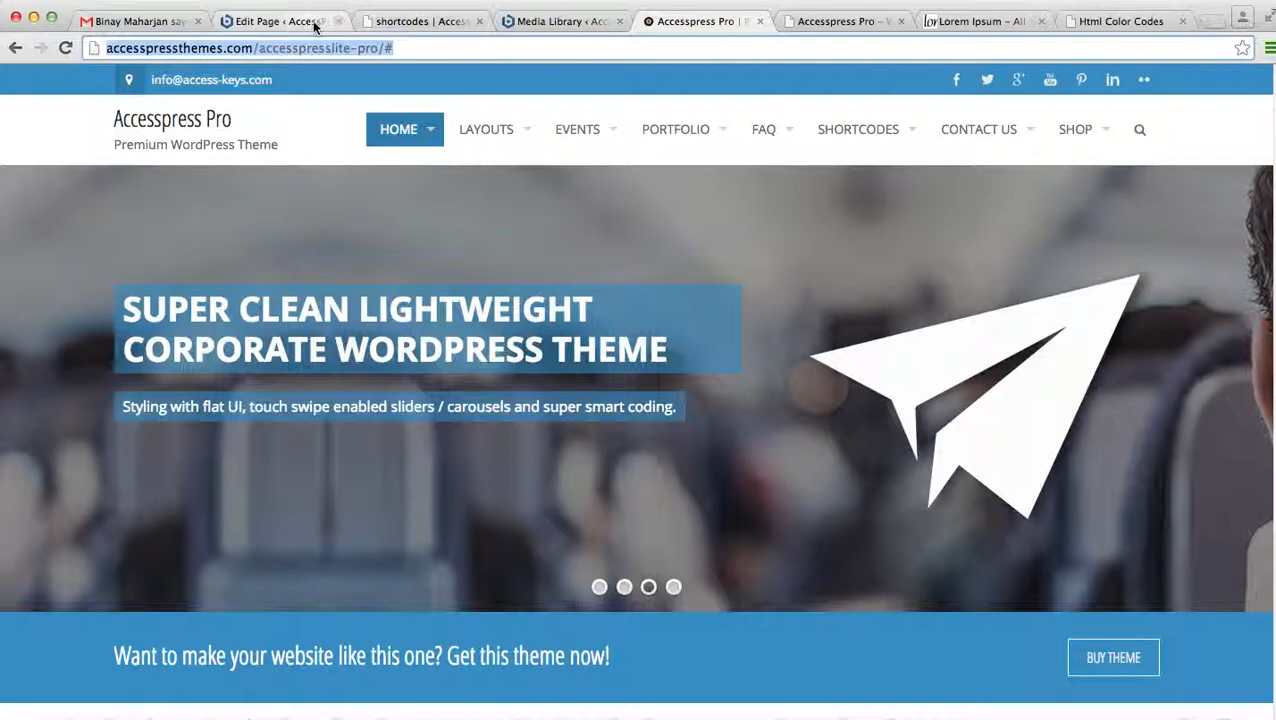 Binay Maharjan say
Edit Page ‹ AccessP
shortcodes | Access
Media Library ‹ Acc
Accesspress Pro |
Accesspress Pro – W
Lorem Ipsum – All
Html Color Codes
accesspressthemes.com/accesspresslite-pro/#
info@access-keys.com
Accesspress Pro
Premium WordPress Theme
HOME LAYOUTS EVENTS PORTFOLIO FAQ SHORTCODES CONTACT US SHOP
SUPER CLEAN LIGHTWEIGHT
CORPORATE WORDPRESS THEME
Styling with flat UI, touch swipe enabled sliders / carousels and super smart coding.
Want to make your website like this one? Get this theme now!
BUY THEME